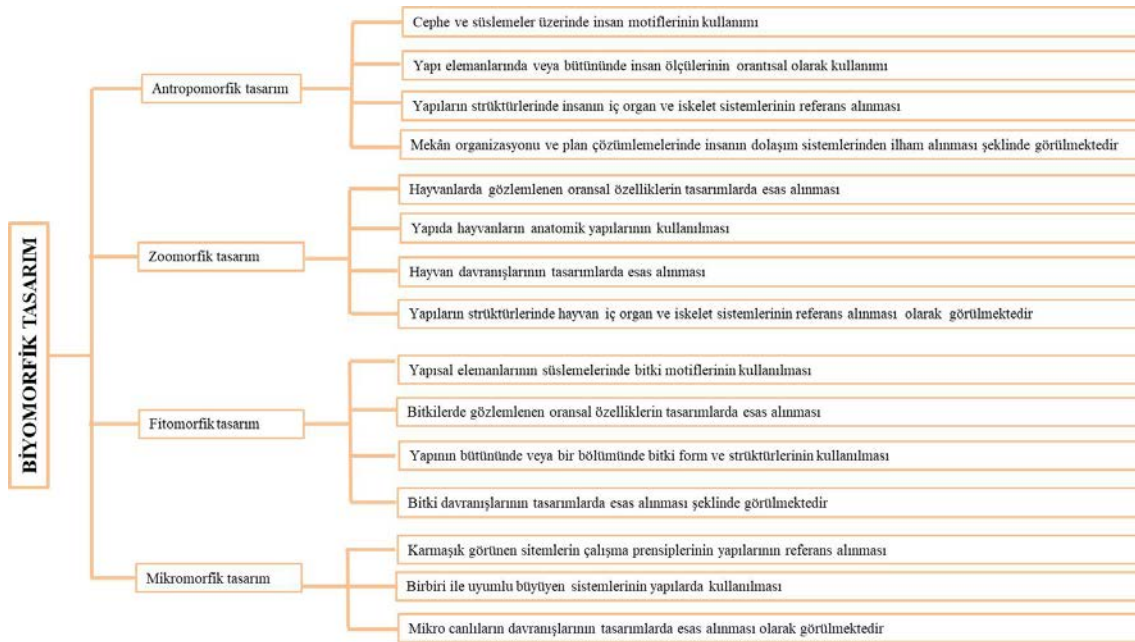 BİYOMORFİK TASARIM
Antropomorfik tasarım
Cephe ve süslemeler üzerinde insan motiflerinin kullanımı
Yapı elemanlarında veya bütününde insan ölçülerinin orantısal olarak kullanımı
Yapıların strüktürlerinde insanın iç organ ve iskelet sistemlerinin referans alınması
Mekân organizasyonu ve plan çözümlemelerinde insanın dolaşım sistemlerinden ilham alınması şeklinde görülmektedir
Zoomorfik tasarım
Hayvanlarda gözlemlenen oransal özelliklerin tasarımlarda esas alınması
Yapıda hayvanların anatomik yapılarının kullanılması
Hayvan davranışlarının tasarımlarda esas alınması
Yapıların strüktürlerinde hayvan iç organ ve iskelet sistemlerinin referans alınması olarak görülmektedir
Fitomorfik tasarım
Yapısal elemanlarının süslemelerinde bitki motiflerinin kullanılması
Bitkilerde gözlemlenen oransal özelliklerin tasarımlarda esas alınması
Yapının bütününde veya bir bölümünde bitki form ve strüktürlerinin kullanılması
Bitki davranışlarının tasarımlarda esas alınması şeklinde görülmektedir
Mikromorfik tasarım
Karmaşık görünen sitemlerin çalışma prensiplerinin yapılarının referans alınması
Birbiri ile uyumlu büyüyen sistemlerinin yapılarda kullanılması
Mikro canlıların davranışlarının tasarımlarda esas alınması olarak görülmektedir